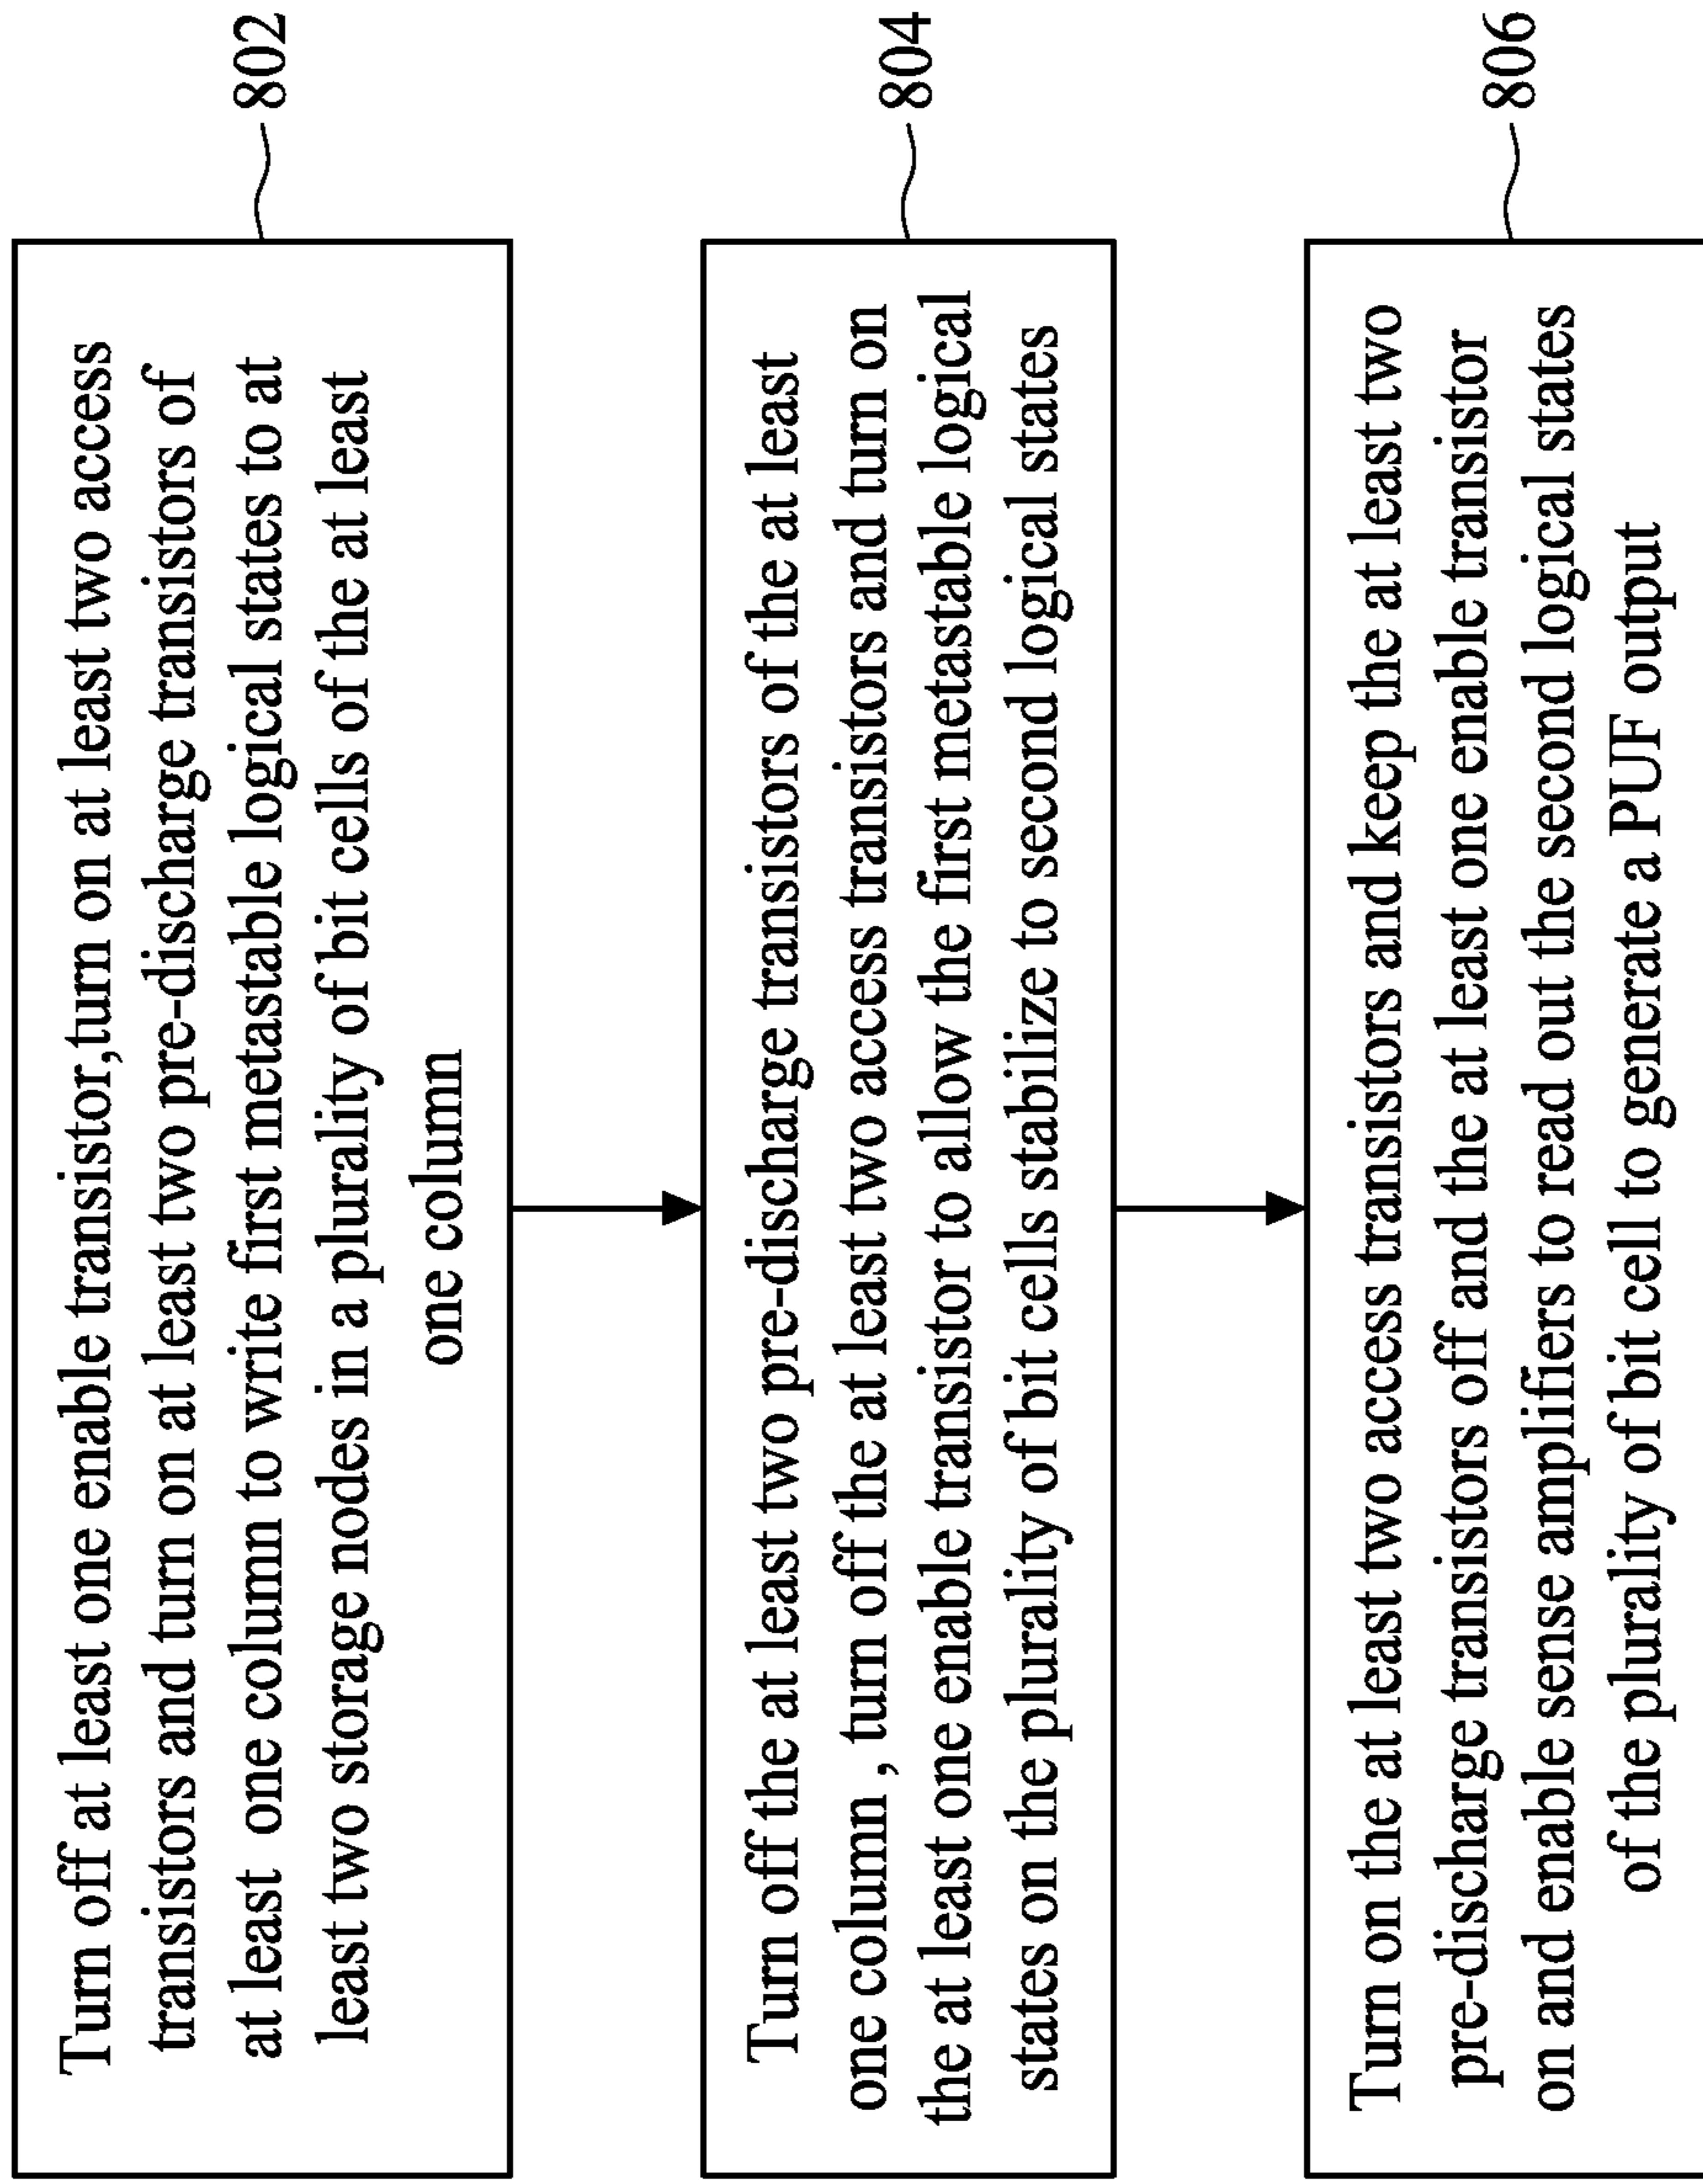 Turn off at least one enable transistor,turn on at least two access
transistors and turn on at least two pre-discharge transistors of
at least one column to write first metastable logical states to at
least two storage nodes in a plurality of bit cells of the at least
one column
802
Turn off the at least two pre-discharge transistors of the at least
one column , turn off the at least two access transistors and turn on
the at least one enable transistor to allow the first metastable logical
states on the plurality of bit cells stabilize to second logical states
804
Turn on the at least two access transistors and keep the at least two
pre-discharge transistors off and the at least one enable transistor
on and enable sense amplifiers to read out the second logical states
of the plurality of bit cell to generate a PUF output
806